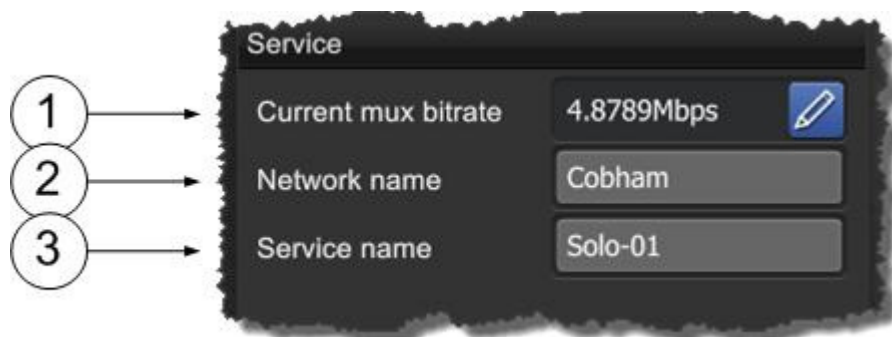 Service
1 Current mux bitrate 4.8789Mbps
2 Network name Cobham
3 Service name Solo-01